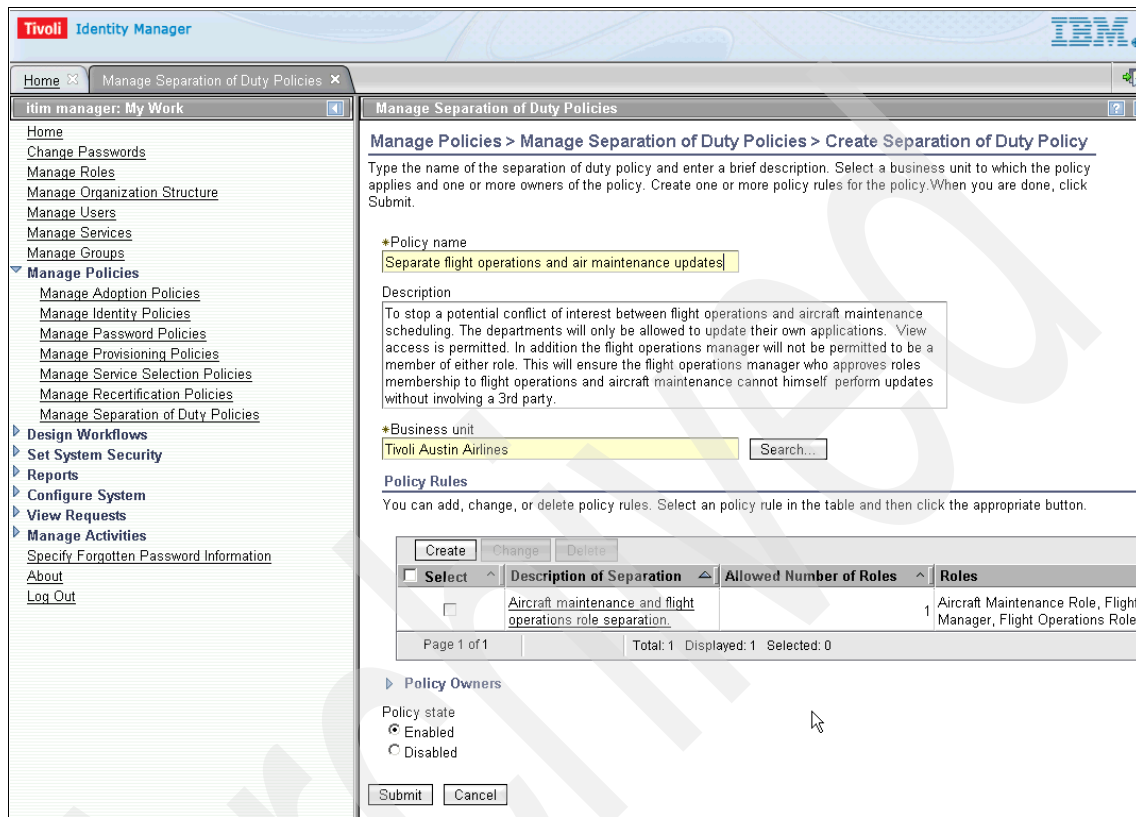 Tivoli Identity Manager
IBM
Home
Manage Separation of Duty Policies
itim manager: My Work
Home
Change Passwords
Manage Roles
Manage Organization Structure
Manage Users
Manage Services
Manage Groups
Manage Policies
Manage Adoption Policies
Manage Identity Policies
Manage Password Policies
Manage Provisioning Policies
Manage Service Selection Policies
Manage Recertification Policies
Manage Separation of Duty Policies
Design Workflows
Set System Security
Reports
Configure System
View Requests
Manage Activities
Specify Forgotten Password Information
About
Log Out
Manage Separation of Duty Policies
?
Manage Policies > Manage Separation of Duty Policies > Create Separation of Duty Policy
Type the name of the separation of duty policy and enter a brief description. Select a business unit to which the policy
applies and one or more owners of the policy. Create one or more policy rules for the policy.When you are done, click
Submit.
*Policy name
Separate flight operations and air maintenance updates
Description
To stop a potential conflict of interest between flight operations and aircraft maintenance
scheduling. The departments will only be allowed to update their own applications. View
access is permitted. In addition the flight operations manager will not be permitted to be a
member of either role. This will ensure the flight operations manager who approves roles
membership to flight operations and aircraft maintenance cannot himself perform updates
without involving a 3rd party.
*Business unit
Tivoli Austin Airlines
Search...
Policy Rules
You can add, change, or delete policy rules. Select an policy rule in the table and then click the appropriate button.
Create Change Delete
Select Description of Separation Allowed Number of Roles Roles
Aircraft maintenance and flight
operations role separation.
1
Aircraft Maintenance Role, Flight
Manager, Flight Operations Role
Page 1 of 1 Total: 1 Displayed: 1 Selected: 0
Policy Owners
Policy state
Enabled
Disabled
Submit Cancel
Archived